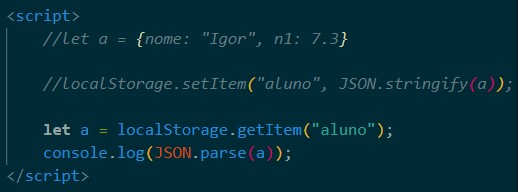 <script>
//let a = {nome: "Igor", n1: 7.3}
//localStorage.setItem("aluno", JSON.stringify(a));
let a = localStorage.getItem("aluno");
console.log(JSON.parse(a));
</script>